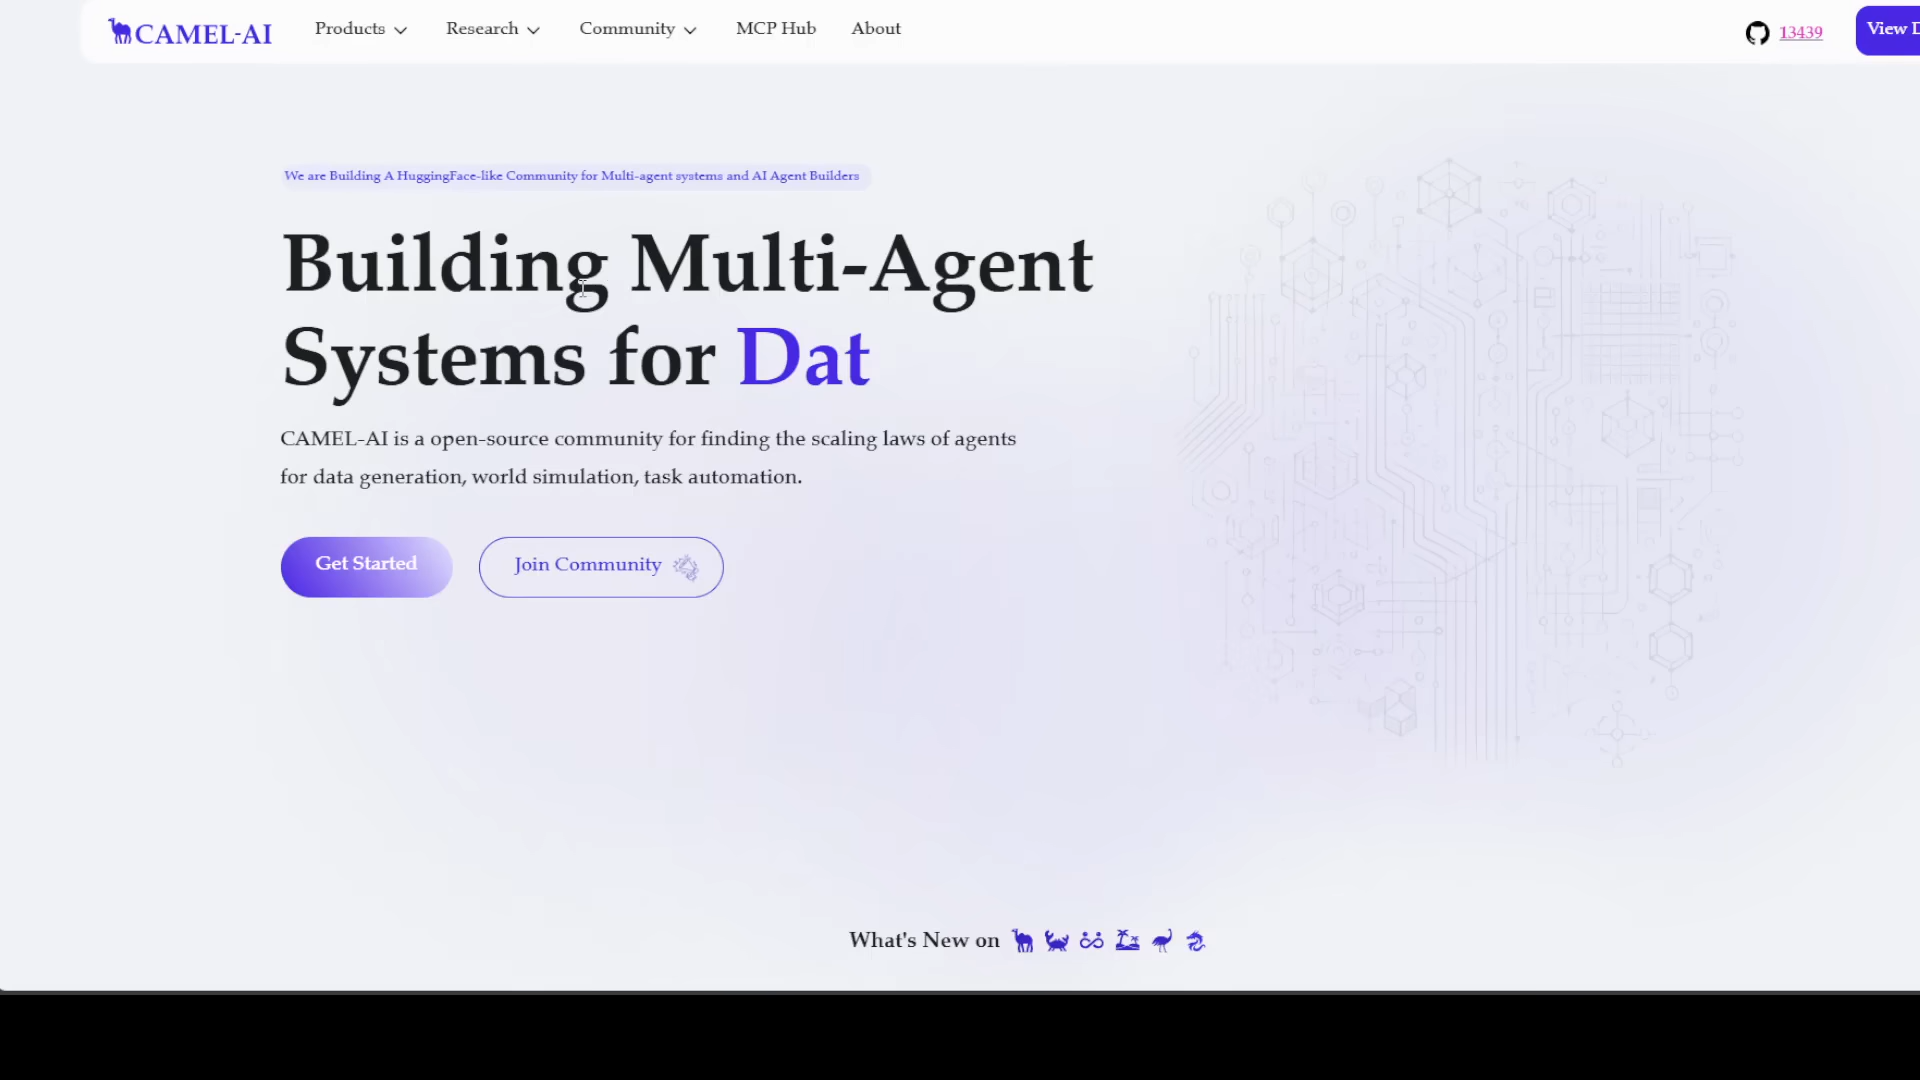 CAMEL-AI
Products
Research
Community
MCP Hub
About
13439
View D
We are Building A HuggingFace-like Community for Multi-agent systems and AI Agent Builders
Building Multi-Agent
Systems for Dat
CAMEL-AI is a open-source community for finding the scaling laws of agents
for data generation, world simulation, task automation.
Get Started
Join Community
What's New on